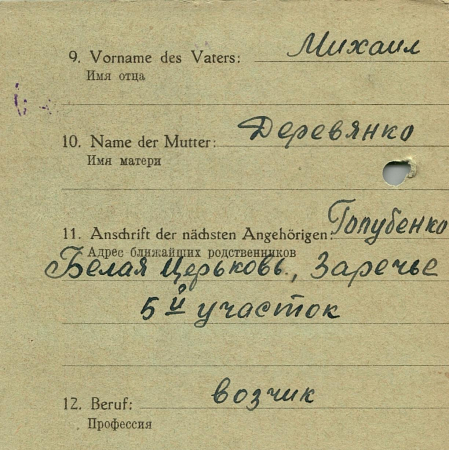 9. Vorname des Vaters: Михаил
Имя отца
10. Name der Mutter: Деревянко
Имя матери
11. Anschrift der nächsten Angehörigen: Голубенко
Адрес ближайших родственников
Белая Церьковь, Заречье
5й участок
12. Beruf: возчик
Профессия